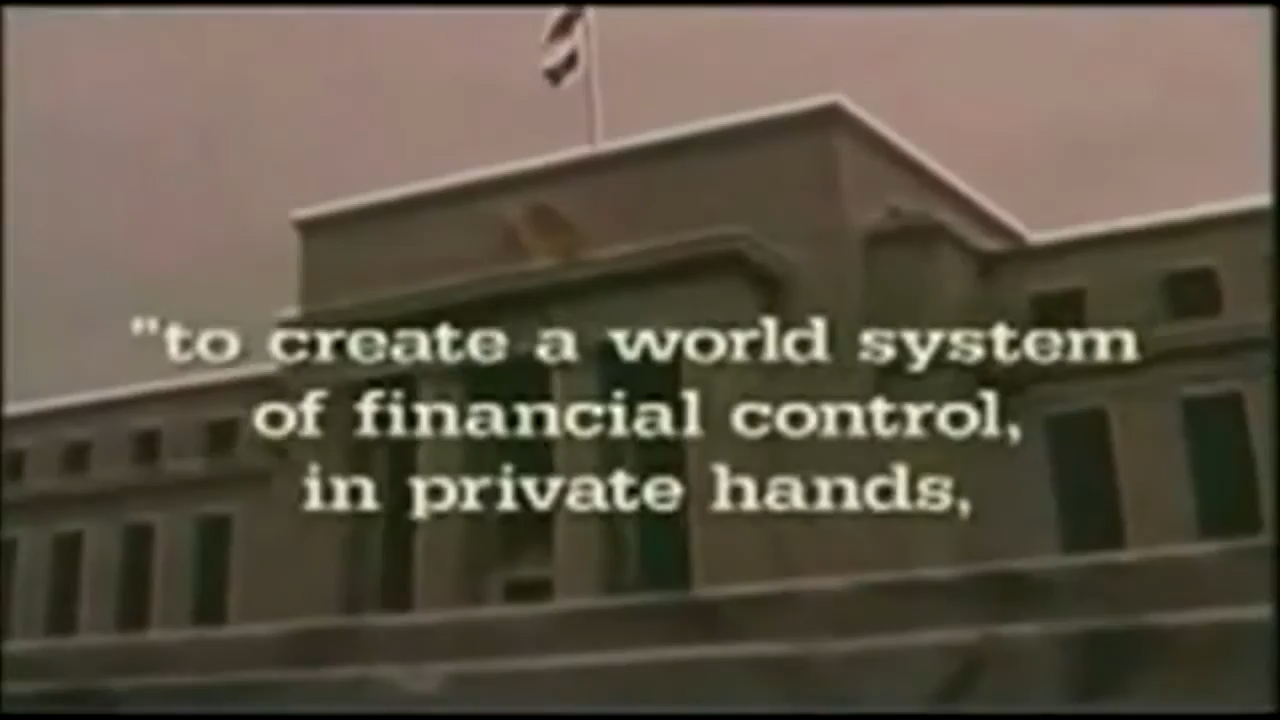 "to create a world system
of financial control,
in private hands,